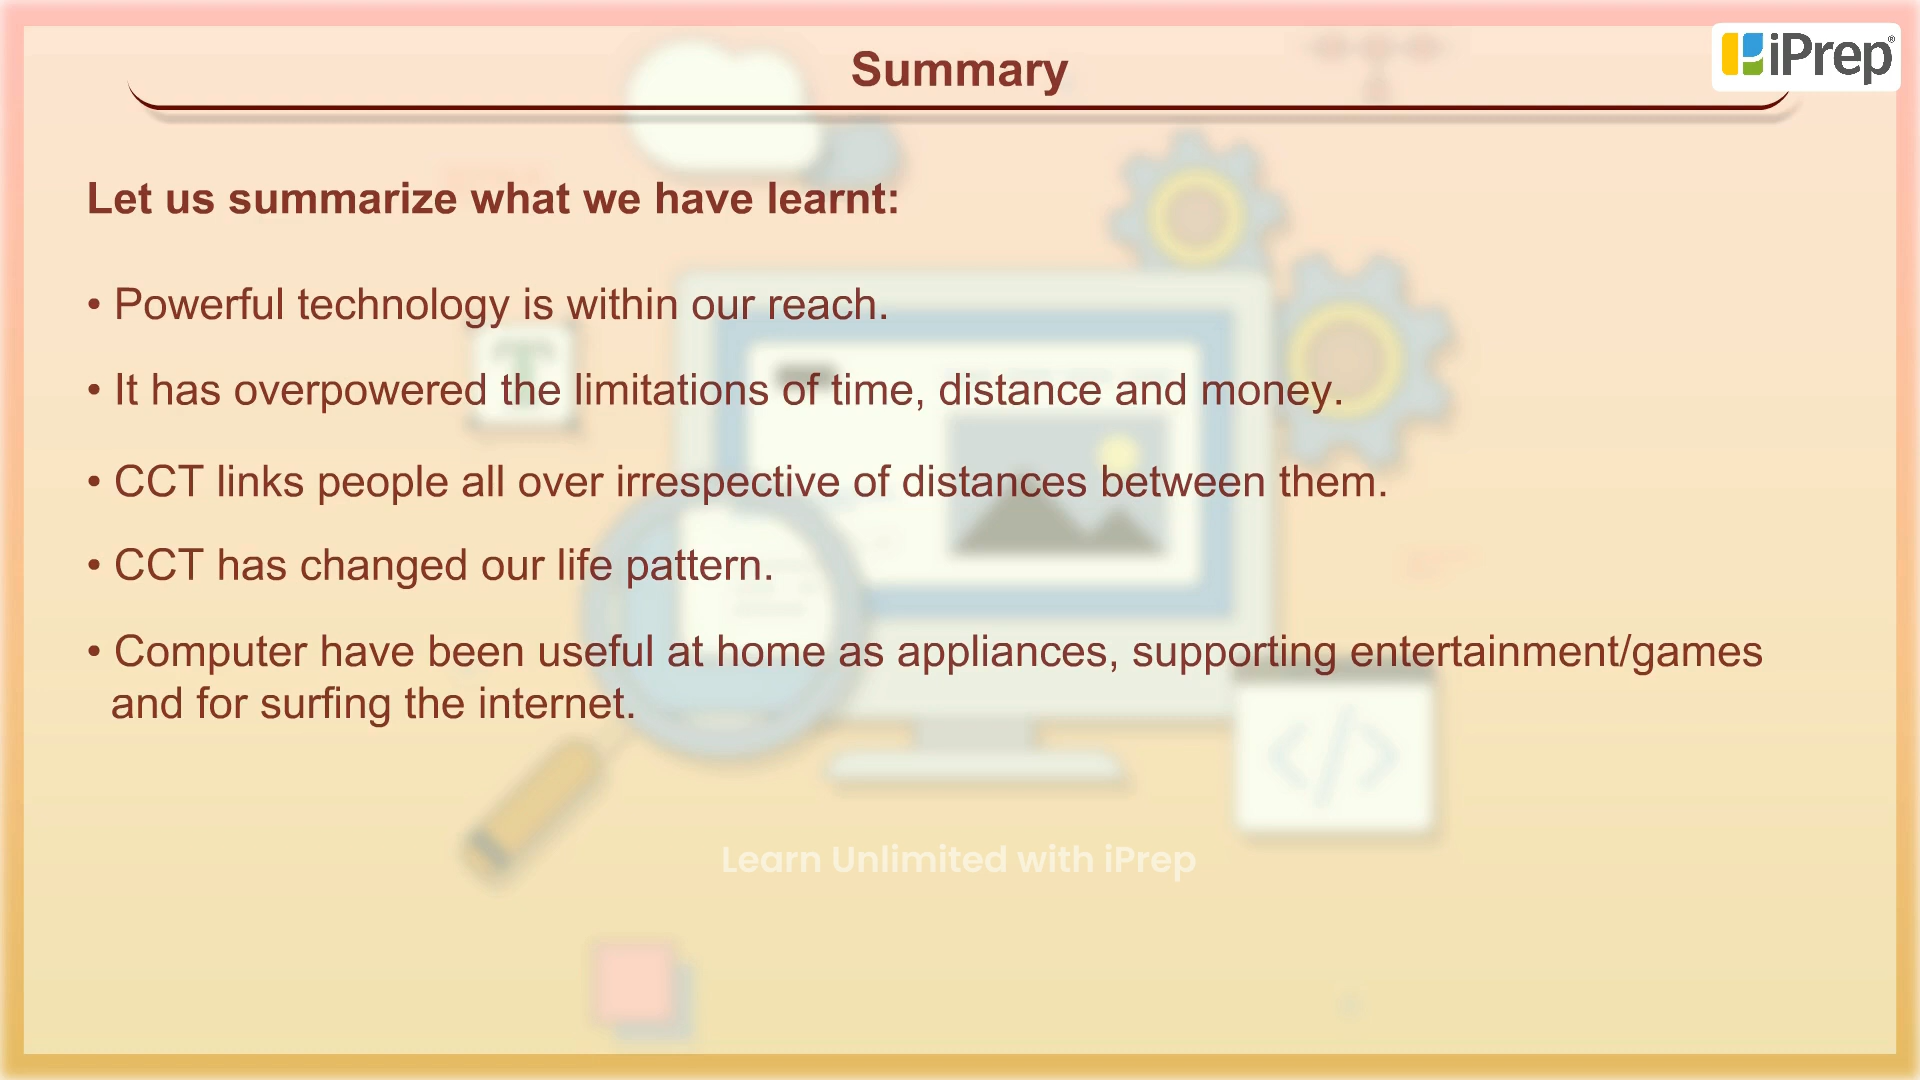 Summary
iPrep®
Let us summarize what we have learnt:
• Powerful technology is within our reach.
• It has overpowered the limitations of time, distance and money.
• CCT links people all over irrespective of distances between them.
• CCT has changed our life pattern.
• Computer have been useful at home as appliances, supporting entertainment/games
and for surfing the internet.
T
</>
Learn Unlimited with iPrep